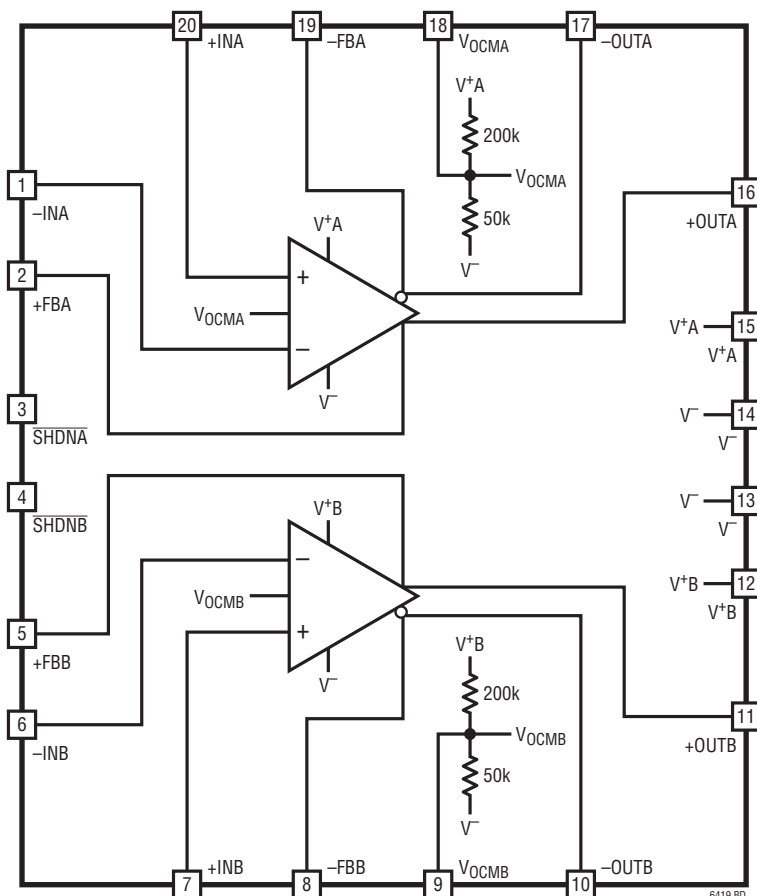 20
+INA
19
–FBA
18
VOCMA
17
–OUTA
V+A
200k
VOCMA
50k
V–
1
–INA
16
+OUTA
2
+FBA
V+A
+
VOCMA
–
V–
V+A
15
V+A
3
SHDNA
V–
14
V–
4
SHDNB
V–
13
V–
V+B
–
VOCMB
+
V–
V+B
12
V+B
5
+FBB
V+B
200k
VOCMB
50k
V–
6
–INB
11
+OUTB
7
+INB
8
–FBB
9
VOCMB
10
–OUTB
6419 BD